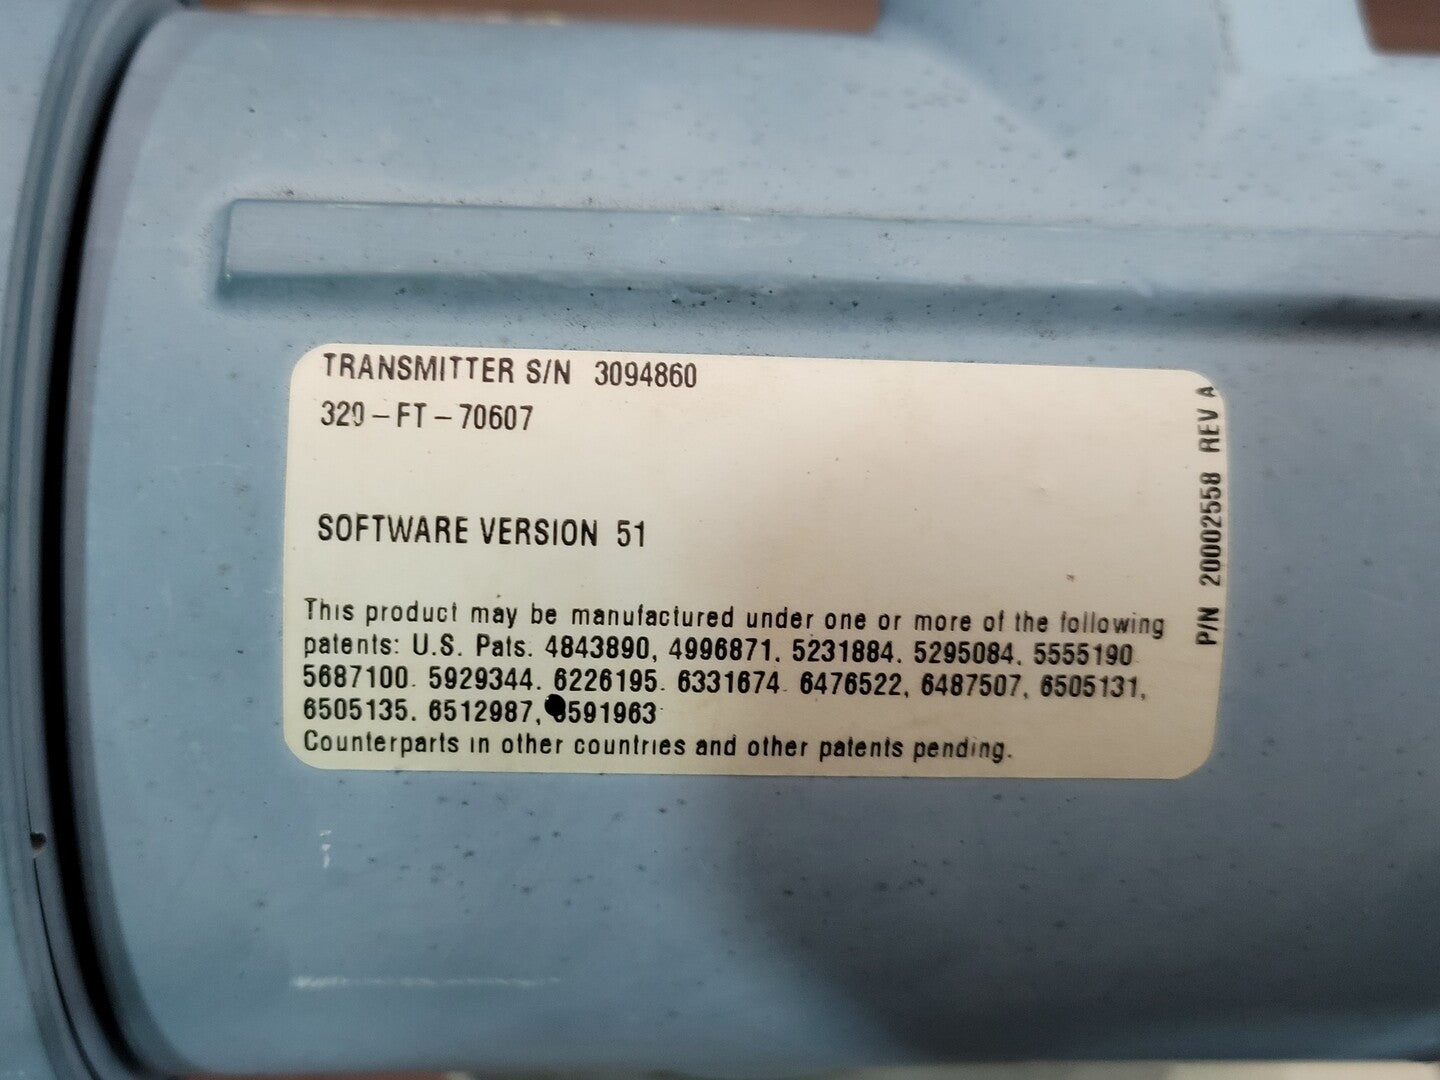 TRANSMITTER S/N 3094860
320-FT-70607
SOFTWARE VERSION 51
This product may be manufactured under one or more of the following
patents: U.S. Pats. 4843890, 4996871. 5231884. 5295084. 5555190
5687100. 5929344. 6226195. 6331674. 6476522, 6487507, 6505131,
6505135. 6512987, 6591963
Counterparts in other countries and other patents pending.
P/N 20002558 REV A